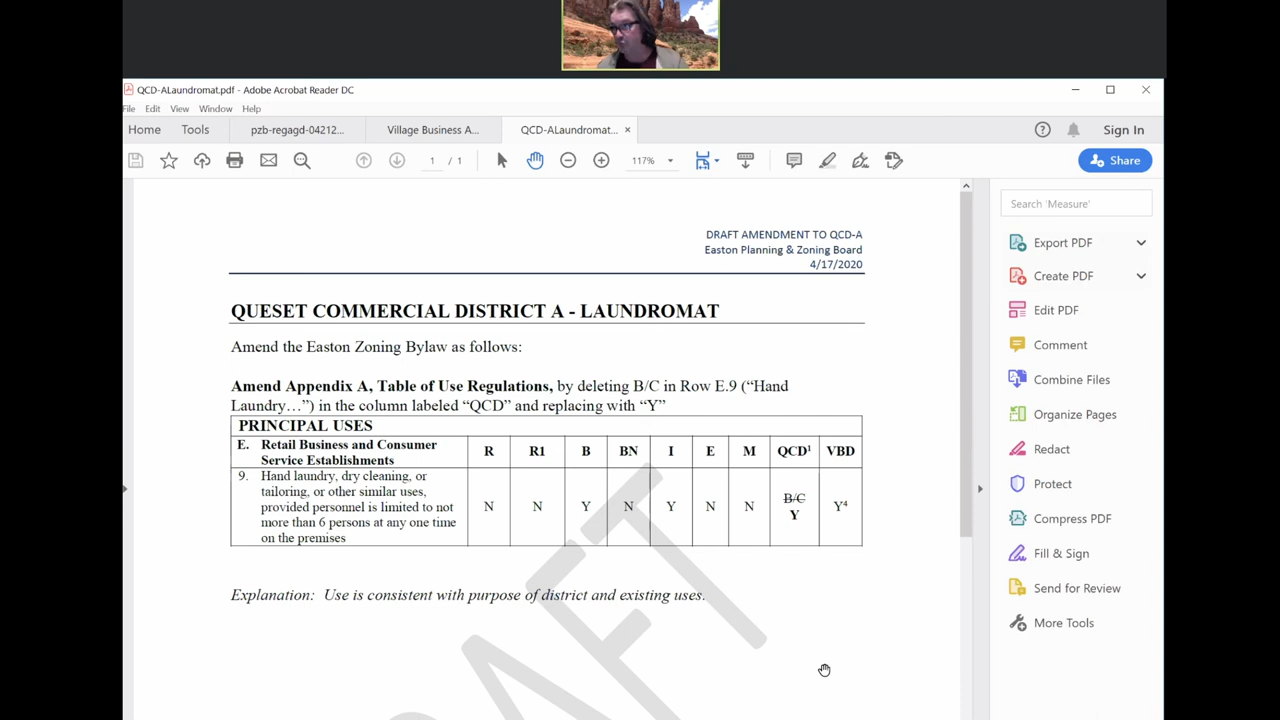 QCD-ALaundromat.pdf - Adobe Acrobat Reader DC
File Edit View Window Help
Home Tools pzb-regagd-04212... Village Business A... QCD-ALaundromat... ×
Sign In
1 / 1
117%
Share
Search 'Measure'
Export PDF
Create PDF
Edit PDF
Comment
Combine Files
Organize Pages
Redact
Protect
Compress PDF
Fill & Sign
Send for Review
More Tools
DRAFT AMENDMENT TO QCD-A
Easton Planning & Zoning Board
4/17/2020
QUESET COMMERCIAL DISTRICT A - LAUNDROMAT
Amend the Easton Zoning Bylaw as follows:
Amend Appendix A, Table of Use Regulations, by deleting B/C in Row E.9 (“Hand
Laundry…”) in the column labeled “QCD” and replacing with “Y”
PRINCIPAL USES
E. Retail Business and Consumer
Service Establishments
R R1 B BN I E M QCD¹ VBD
9. Hand laundry, dry cleaning, or
tailoring, or other similar uses,
provided personnel is limited to not
more than 6 persons at any one time
on the premises
N N Y N Y N N B/C Y Y⁴
Explanation: Use is consistent with purpose of district and existing uses.
DRAFT